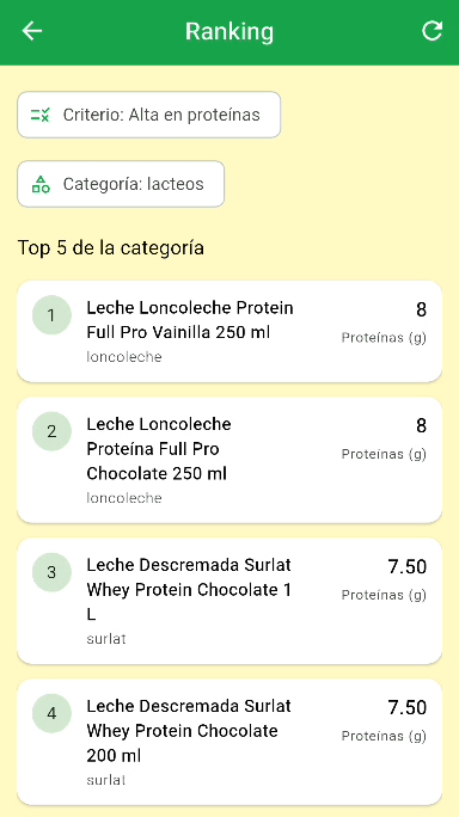 Ranking
Criterio: Alta en proteínas
Categoría: lacteos
Top 5 de la categoría
1
Leche Loncoleche Protein
Full Pro Vainilla 250 ml
loncoleche
8
Proteínas (g)
2
Leche Loncoleche
Proteína Full Pro
Chocolate 250 ml
loncoleche
8
Proteínas (g)
3
Leche Descremada Surlat
Whey Protein Chocolate 1
L
surlat
7.50
Proteínas (g)
4
Leche Descremada Surlat
Whey Protein Chocolate
200 ml
surlat
7.50
Proteínas (g)